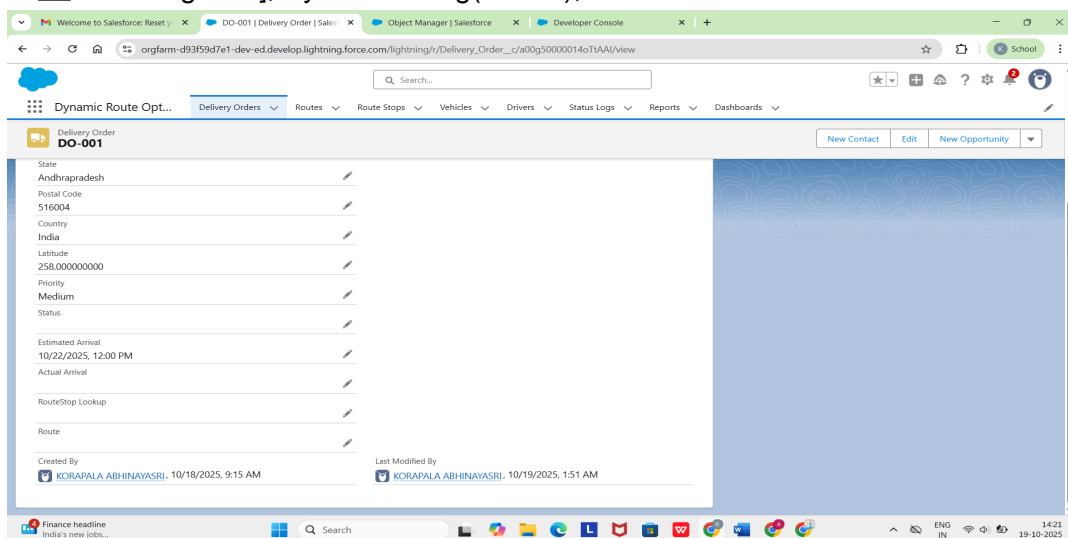 Welcome to Salesforce: Reset y
DO-001 | Delivery Order | Salesf
Object Manager | Salesforce
Developer Console
orgfarm-d93f59d7e1-dev-ed.develop.lightning.force.com/lightning/r/Delivery_Order__c/a00g50000014oTtAAI/view
K School
Search...
2
Dynamic Route Opt...
Delivery Orders
Routes
Route Stops
Vehicles
Drivers
Status Logs
Reports
Dashboards
Delivery Order
DO-001
New Contact
Edit
New Opportunity
State
Andhrapradesh
Postal Code
516004
Country
India
Latitude
258.000000000
Priority
Medium
Status
Estimated Arrival
10/22/2025, 12:00 PM
Actual Arrival
RouteStop Lookup
Route
Created By
KORAPALA ABHINAYASRI, 10/18/2025, 9:15 AM
Last Modified By
KORAPALA ABHINAYASRI, 10/19/2025, 1:51 AM
4
Finance headline
India's new jobs...
Search
ENG
IN
14:21
19-10-2025